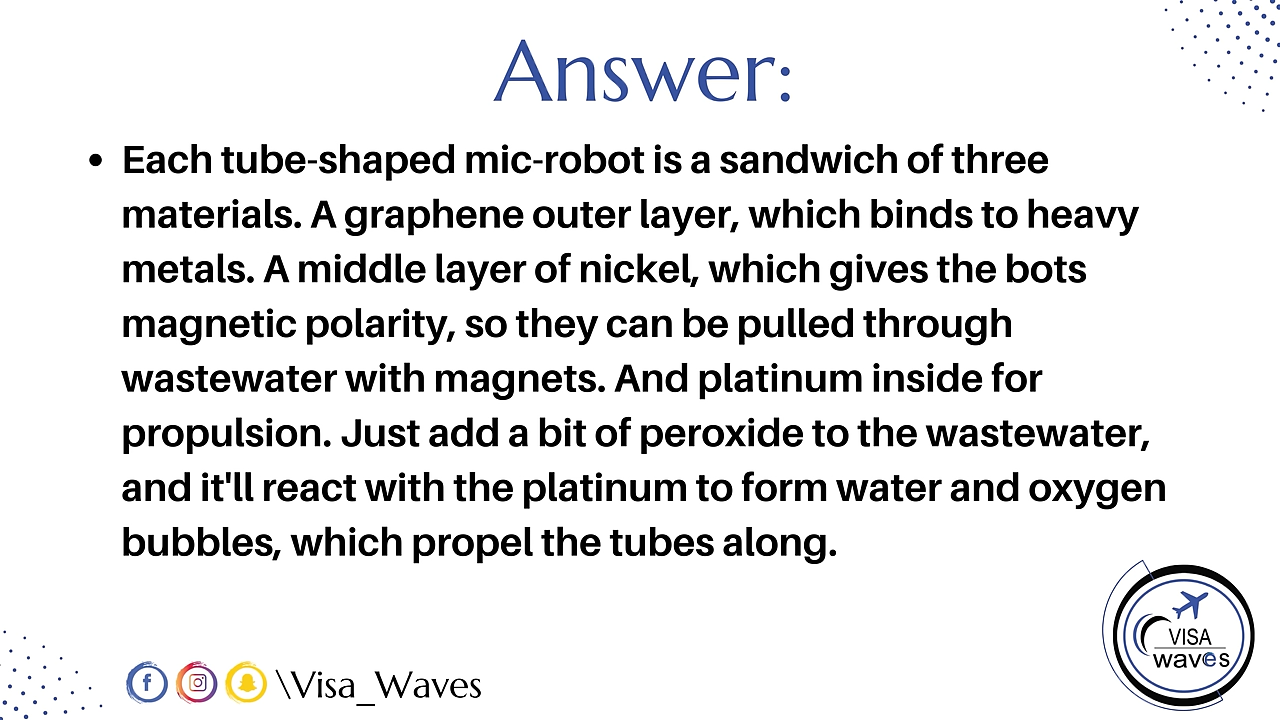 Answer:
• Each tube-shaped mic-robot is a sandwich of three
materials. A graphene outer layer, which binds to heavy
metals. A middle layer of nickel, which gives the bots
magnetic polarity, so they can be pulled through
wastewater with magnets. And platinum inside for
propulsion. Just add a bit of peroxide to the wastewater,
and it'll react with the platinum to form water and oxygen
bubbles, which propel the tubes along.
VISA
waves
\Visa_Waves